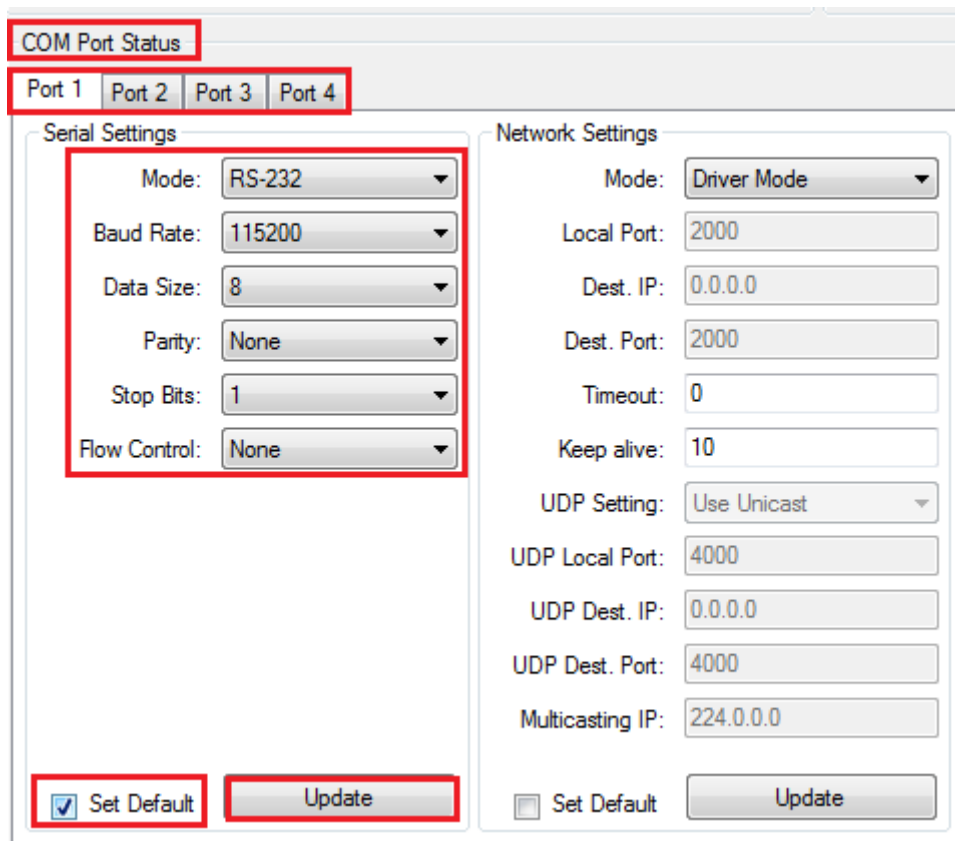 COM Port Status
Port 1 Port 2 Port 3 Port 4
Serial Settings
Mode: RS-232
Baud Rate: 115200
Data Size: 8
Parity: None
Stop Bits: 1
Flow Control: None
Set Default Update
Network Settings
Mode: Driver Mode
Local Port: 2000
Dest. IP: 0.0.0.0
Dest. Port: 2000
Timeout: 0
Keep alive: 10
UDP Setting: Use Unicast
UDP Local Port: 4000
UDP Dest. IP: 0.0.0.0
UDP Dest. Port: 4000
Multicasting IP: 224.0.0.0
Set Default Update